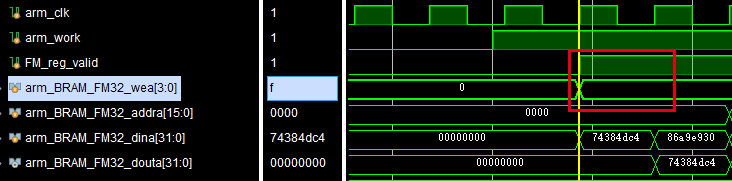 arm_clk 1
arm_work 1
FM_reg_valid 1
arm_BRAM_FM32_wea[3:0] f 0
arm_BRAM_FM32_addra[15:0] 0000 0000
arm_BRAM_FM32_dina[31:0] 74384dc4 00000000 74384dc4 86a9e930
arm_BRAM_FM32_douta[31:0] 00000000 00000000 74384dc4